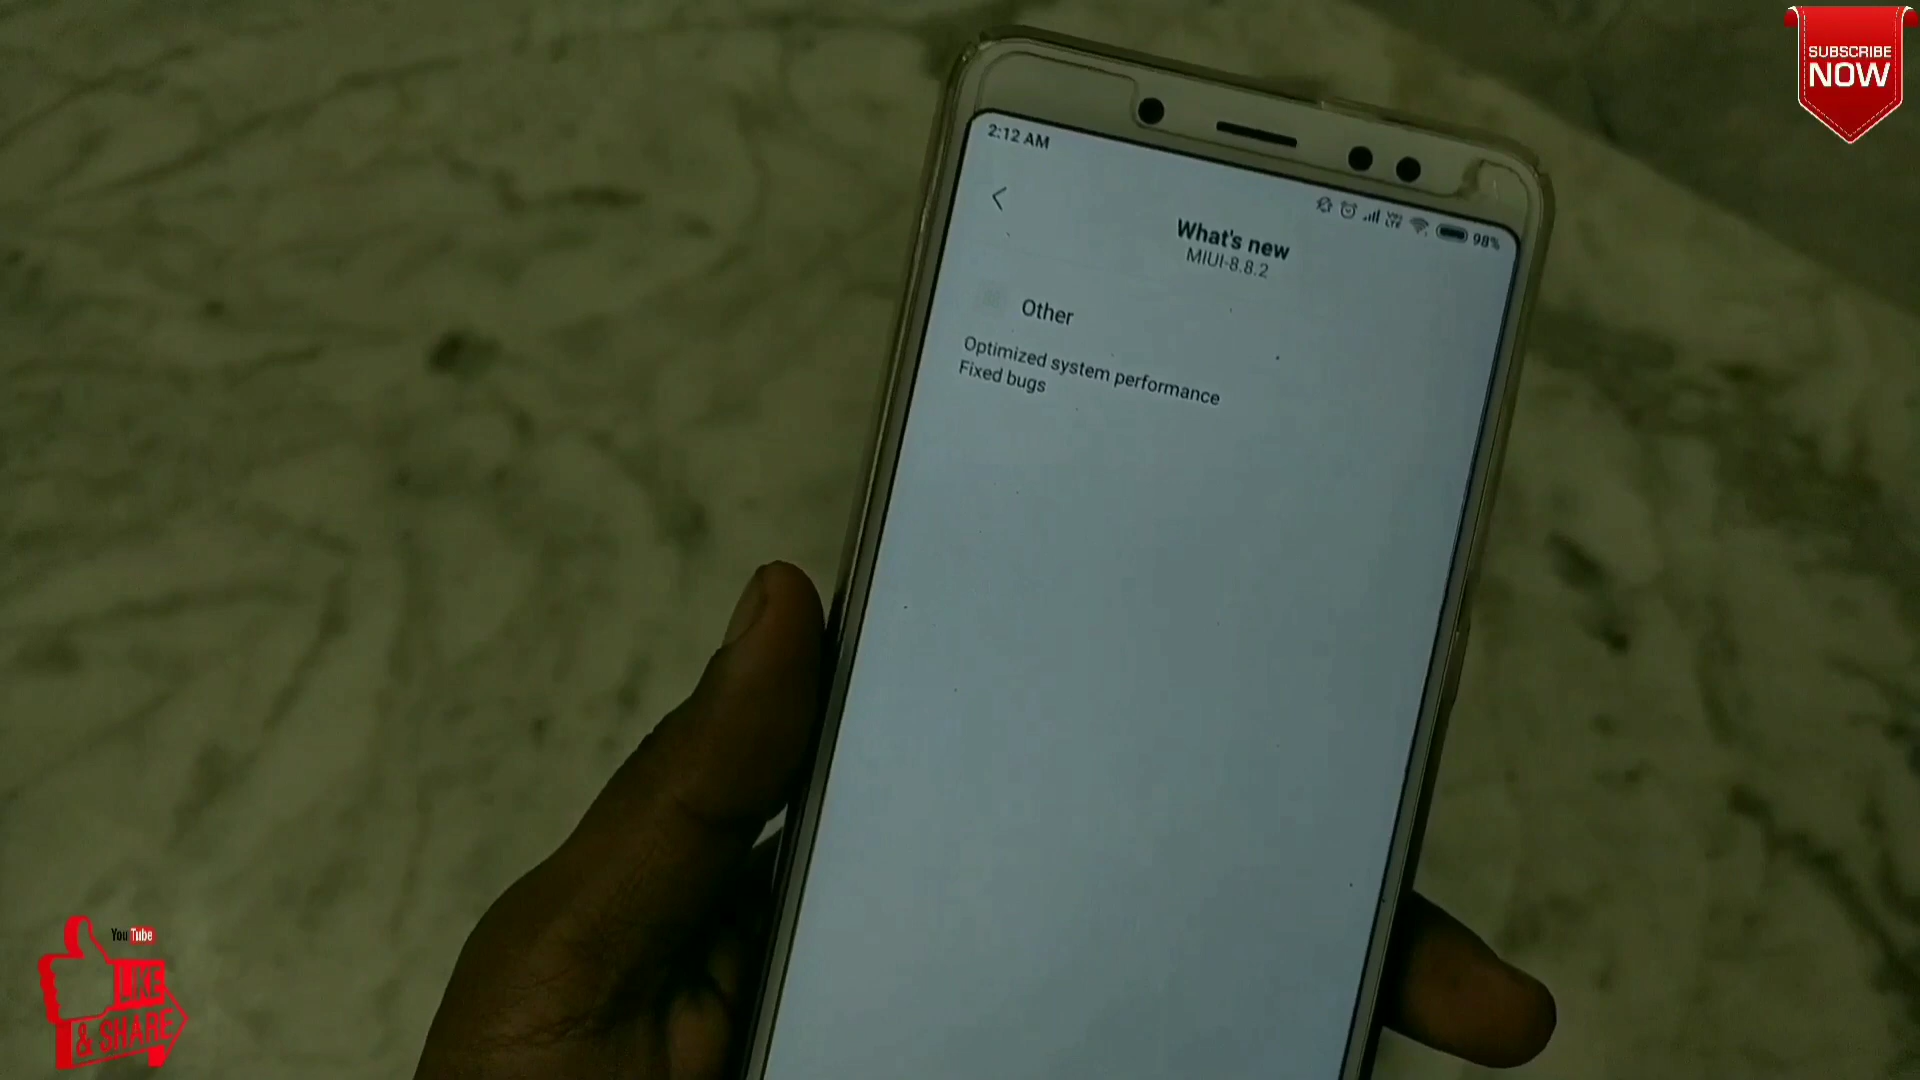 SUBSCRIBE
NOW
2:12 AM
VoLTE
98%
What's new
MIUI-8.8.2
Other
Optimized system performance
Fixed bugs
YouTube
LIKE
& SHARE